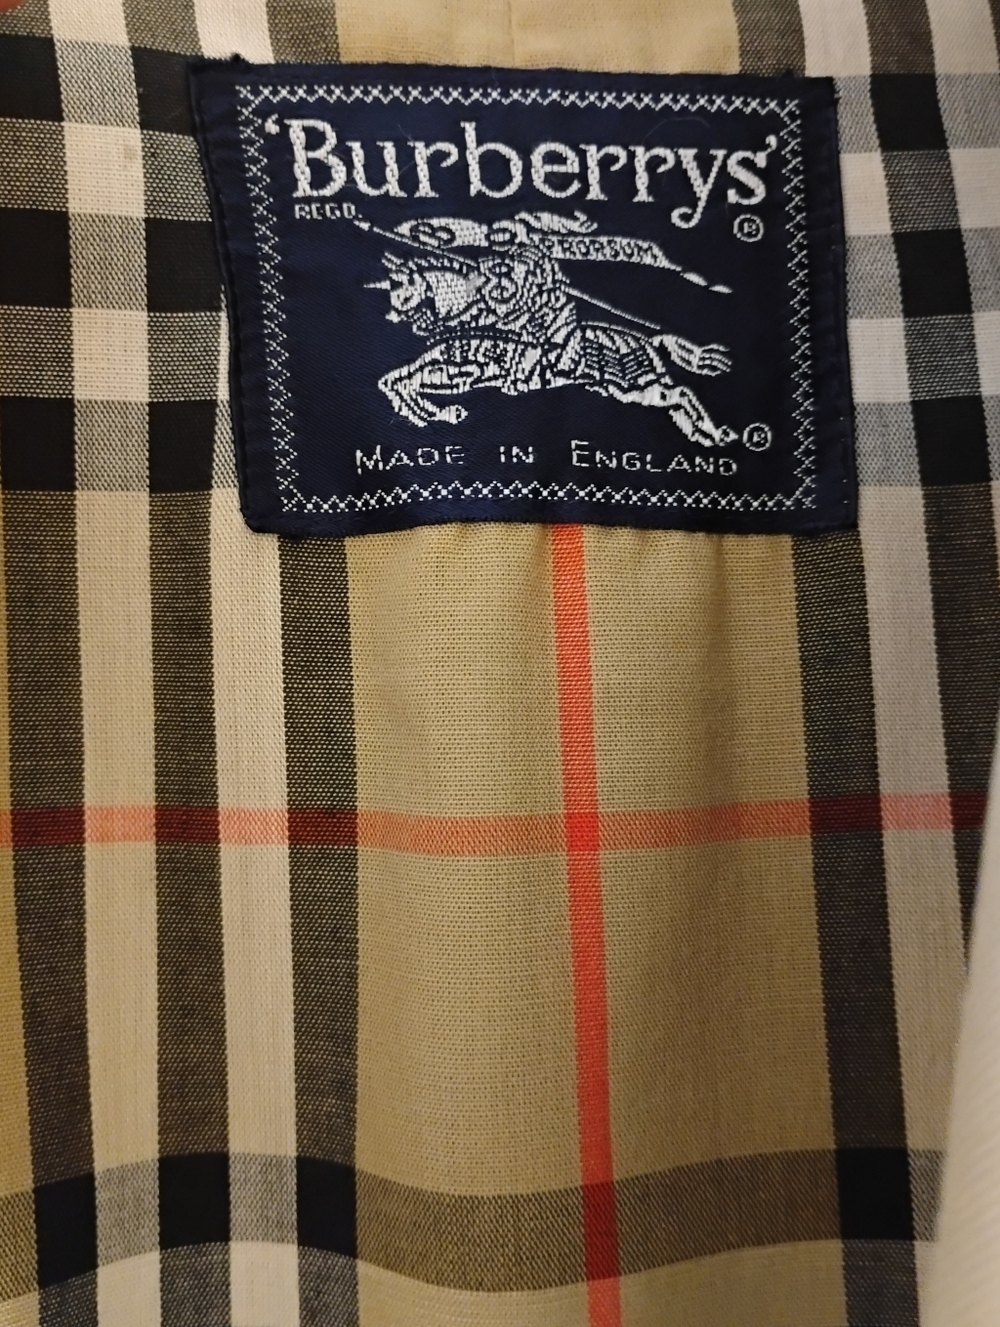 'Burberrys'
REGD.
®
PRORSUM
®
MADE IN ENGLAND